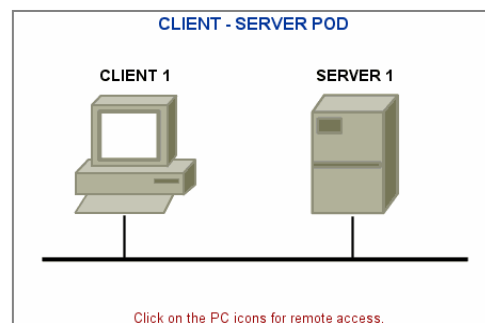 CLIENT - SERVER POD
CLIENT 1
SERVER 1
Click on the PC icons for remote access.